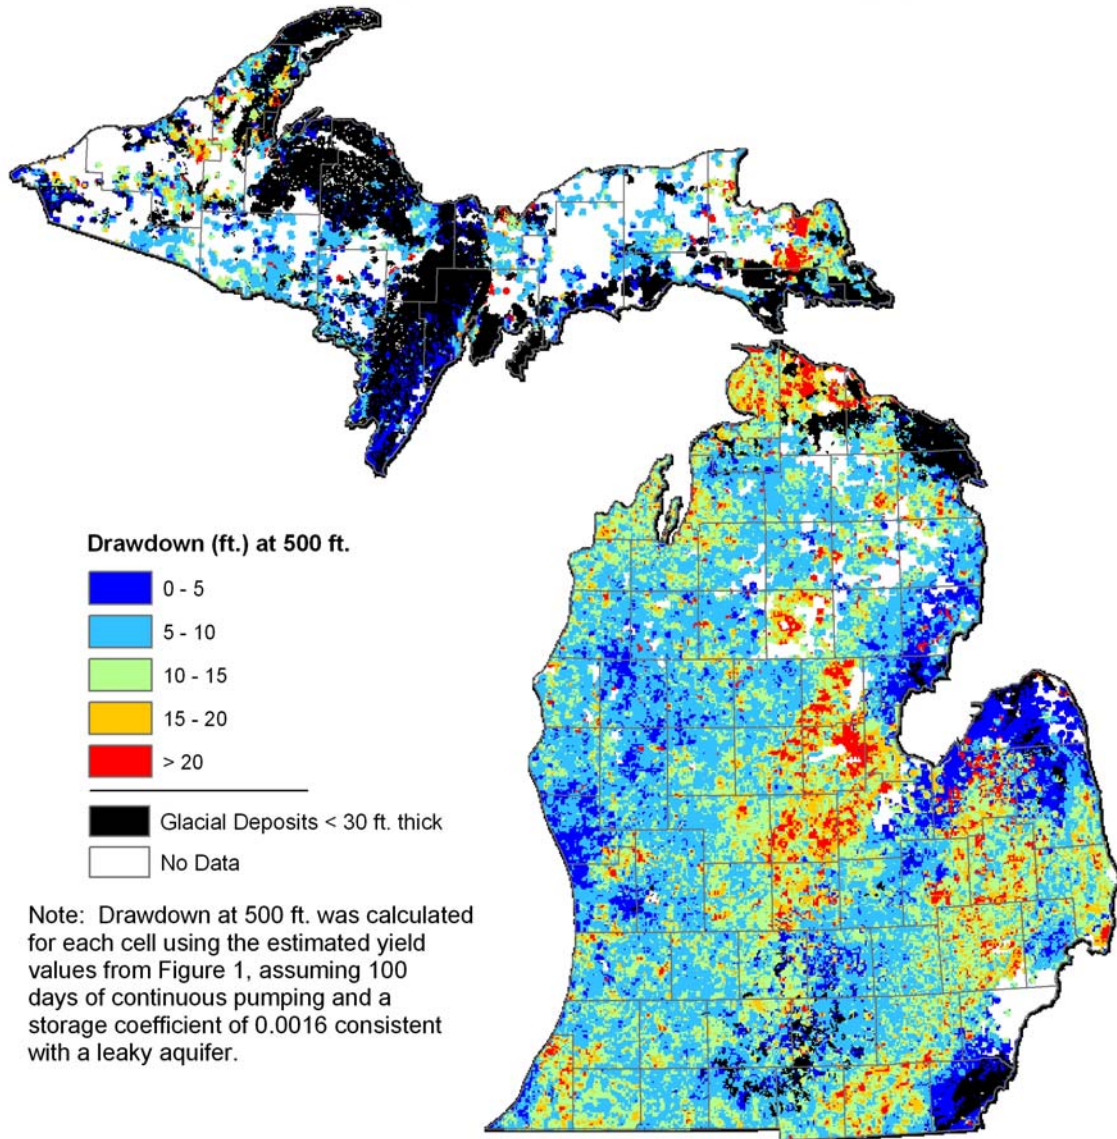 Drawdown (ft.) at 500 ft.
0 - 5
5 - 10
10 - 15
15 - 20
> 20
Glacial Deposits < 30 ft. thick
No Data
Note:  Drawdown at 500 ft. was calculated
for each cell using the estimated yield
values from Figure 1, assuming 100
days of continuous pumping and a
storage coefficient of 0.0016 consistent
with a leaky aquifer.